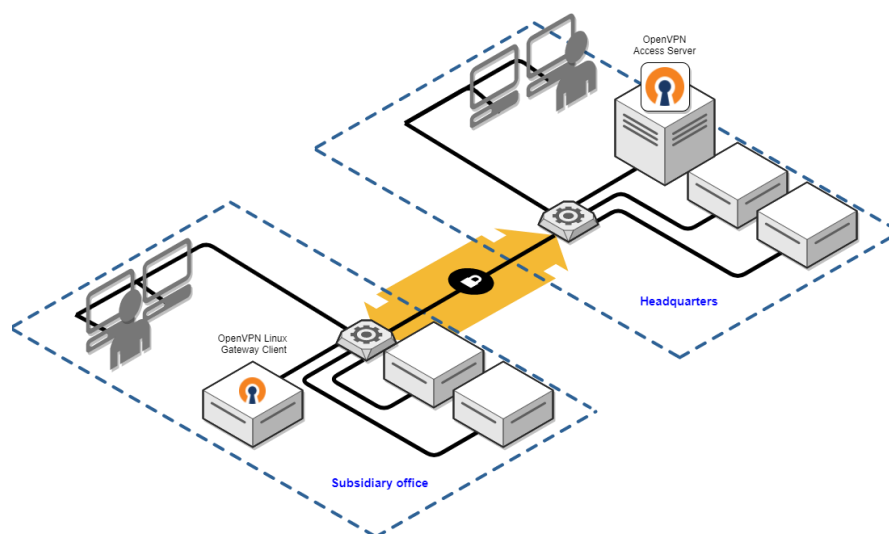 OpenVPN
Access Server
Headquarters
OpenVPN Linux
Gateway Client
Subsidiary office